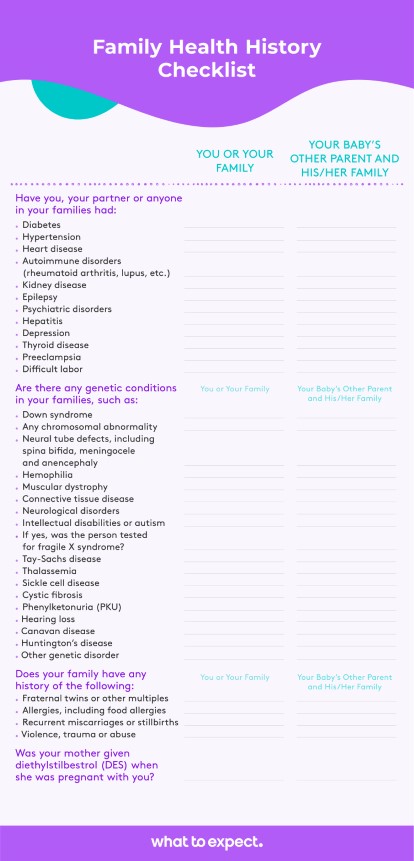 Family Health History
Checklist
YOU OR YOUR
FAMILY
YOUR BABY'S
OTHER PARENT AND
HIS/HER FAMILY
Have you, your partner or anyone
in your families had:
• Diabetes
• Hypertension
• Heart disease
• Autoimmune disorders
(rheumatoid arthritis, lupus, etc.)
• Kidney disease
• Epilepsy
• Psychiatric disorders
• Hepatitis
• Depression
• Thyroid disease
• Preeclampsia
• Difficult labor
Are there any genetic conditions
in your families, such as:
You or Your Family
Your Baby's Other Parent
and His/Her Family
• Down syndrome
• Any chromosomal abnormality
• Neural tube defects, including
spina bifida, meningocele
and anencephaly
• Hemophilia
• Muscular dystrophy
• Connective tissue disease
• Neurological disorders
• Intellectual disabilities or autism
• If yes, was the person tested
for fragile X syndrome?
• Tay-Sachs disease
• Thalassemia
• Sickle cell disease
• Cystic fibrosis
• Phenylketonuria (PKU)
• Hearing loss
• Canavan disease
• Huntington's disease
• Other genetic disorder
Does your family have any
history of the following:
You or Your Family
Your Baby's Other Parent
and His/Her Family
• Fraternal twins or other multiples
• Allergies, including food allergies
• Recurrent miscarriages or stillbirths
• Violence, trauma or abuse
Was your mother given
diethylstilbestrol (DES) when
she was pregnant with you?
what to expect.